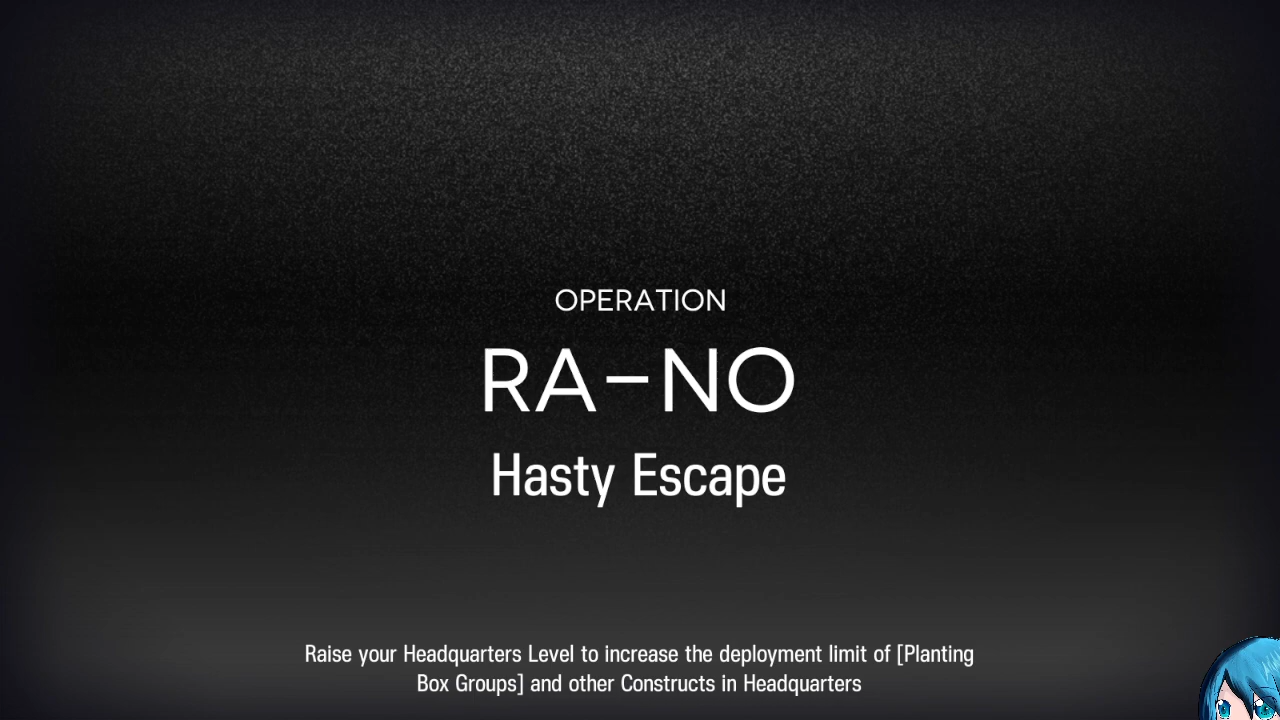 OPERATION
RA-NO
Hasty Escape
Raise your Headquarters Level to increase the deployment limit of [Planting
Box Groups] and other Constructs in Headquarters